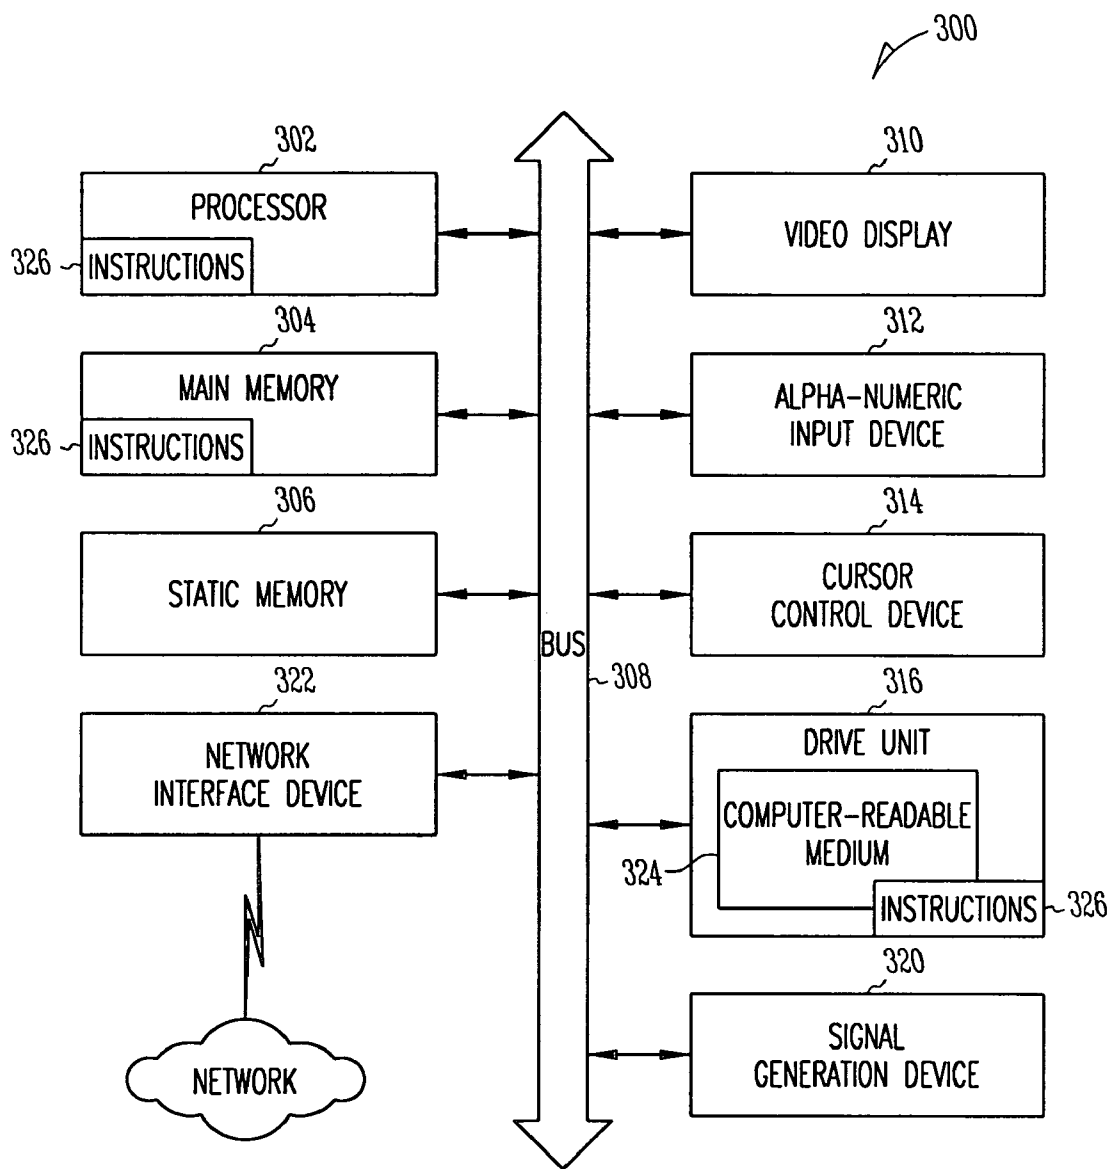 300
302
PROCESSOR
326
INSTRUCTIONS
304
MAIN MEMORY
326
INSTRUCTIONS
306
STATIC MEMORY
322
NETWORK
INTERFACE DEVICE
NETWORK
BUS
308
310
VIDEO DISPLAY
312
ALPHA-NUMERIC
INPUT DEVICE
314
CURSOR
CONTROL DEVICE
316
DRIVE UNIT
COMPUTER-READABLE
MEDIUM
324
INSTRUCTIONS
326
320
SIGNAL
GENERATION DEVICE